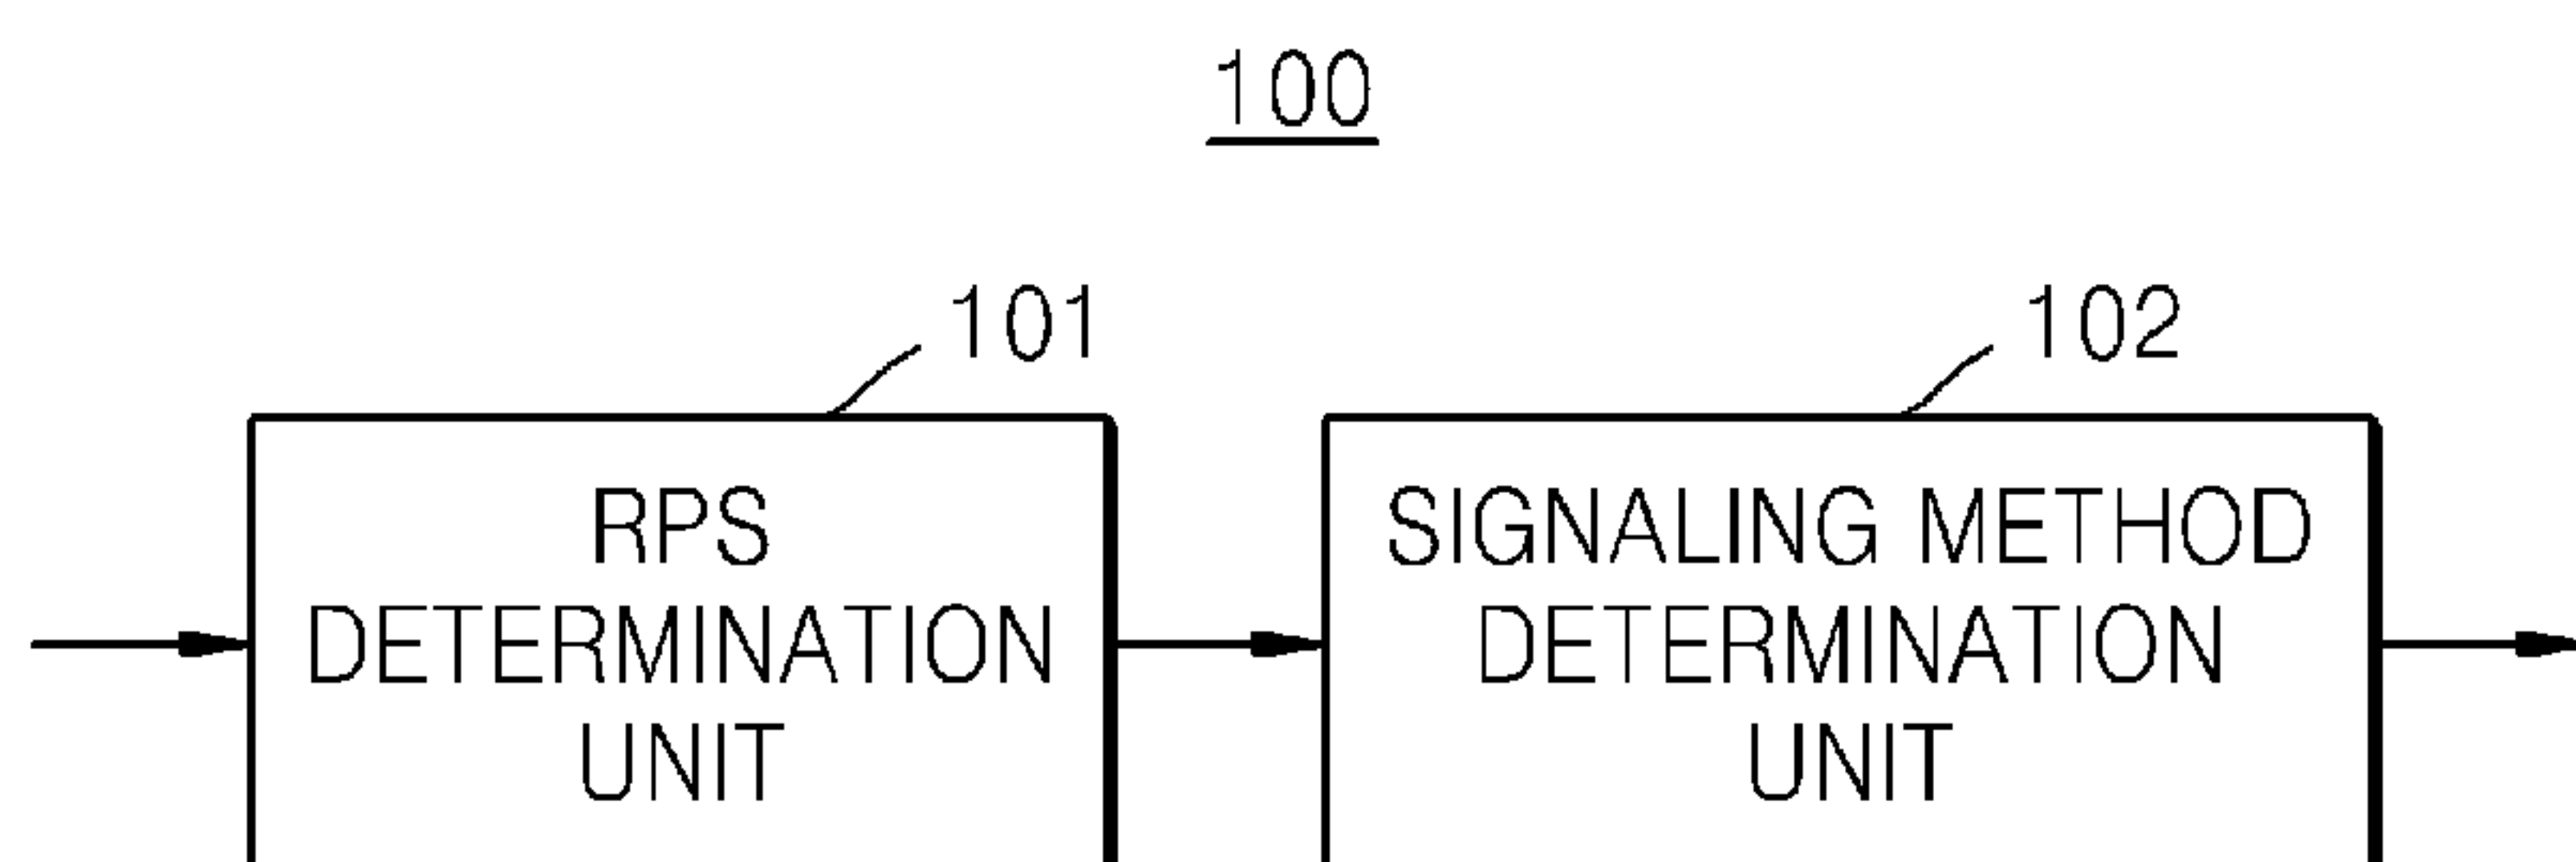 100
101
102
RPS
DETERMINATION
UNIT
SIGNALING METHOD
DETERMINATION
UNIT